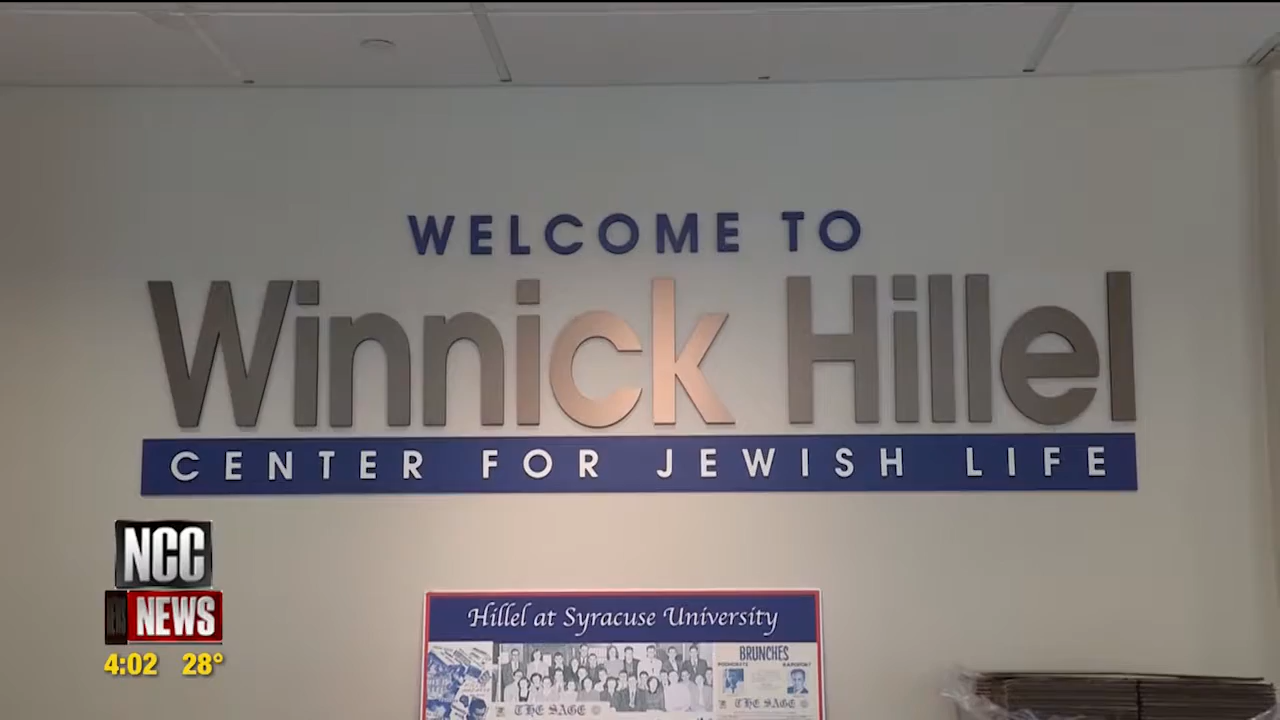 WELCOME TO
Winnick Hillel
CENTER FOR JEWISH LIFE
NCC
NEWS
4:02 28°
Hillel at Syracuse University
BRUNCHES
THE SAGE
THE SAGE